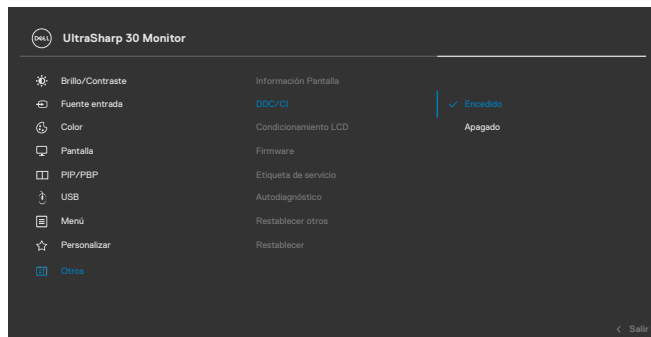 DELL UltraSharp 30 Monitor
Brillo/Contraste
Fuente entrada
Color
Pantalla
PIP/PBP
USB
Menú
Personalizar
Otros
Información Pantalla
DDC/CI
Condicionamiento LCD
Firmware
Etiqueta de servicio
Autodiagnóstico
Restablecer otros
Restablecer
Encedido
Apagado
Salir